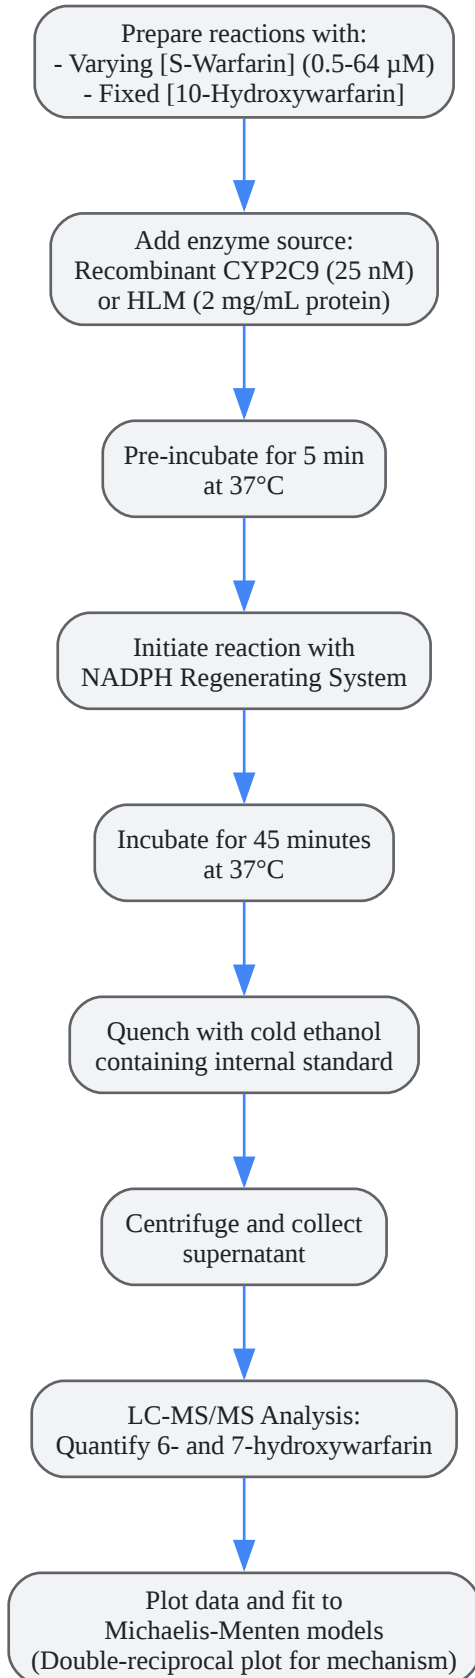 Prepare reactions with:
- Varying [S-Warfarin] (0.5-64 µM)
- Fixed [10-Hydroxywarfarin]
Add enzyme source:
Recombinant CYP2C9 (25 nM)
or HLM (2 mg/mL protein)
Pre-incubate for 5 min
at 37°C
Initiate reaction with
NADPH Regenerating System
Incubate for 45 minutes
at 37°C
Quench with cold ethanol
containing internal standard
Centrifuge and collect
supernatant
LC-MS/MS Analysis:
Quantify 6- and 7-hydroxywarfarin
Plot data and fit to
Michaelis-Menten models
(Double-reciprocal plot for mechanism)